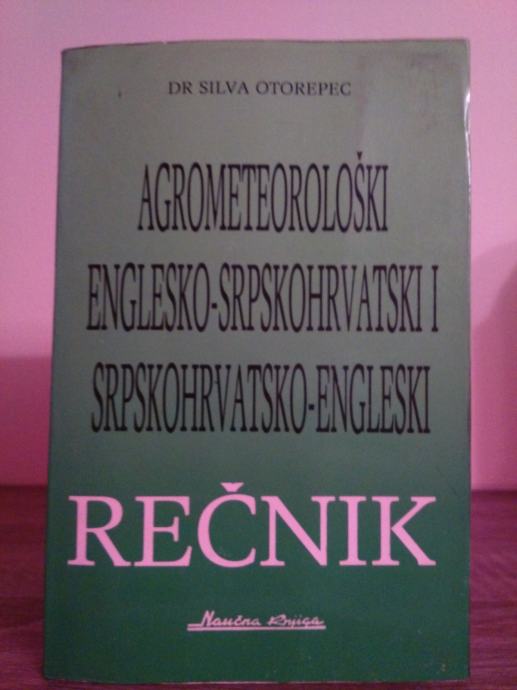 DR SILVA OTOREPEC
AGROMETEOROLOŠKI
ENGLESKO-SRPSKOHRVATSKI I
SRPSKOHRVATSKO-ENGLESKI
REČNIK
Naučna Knjiga